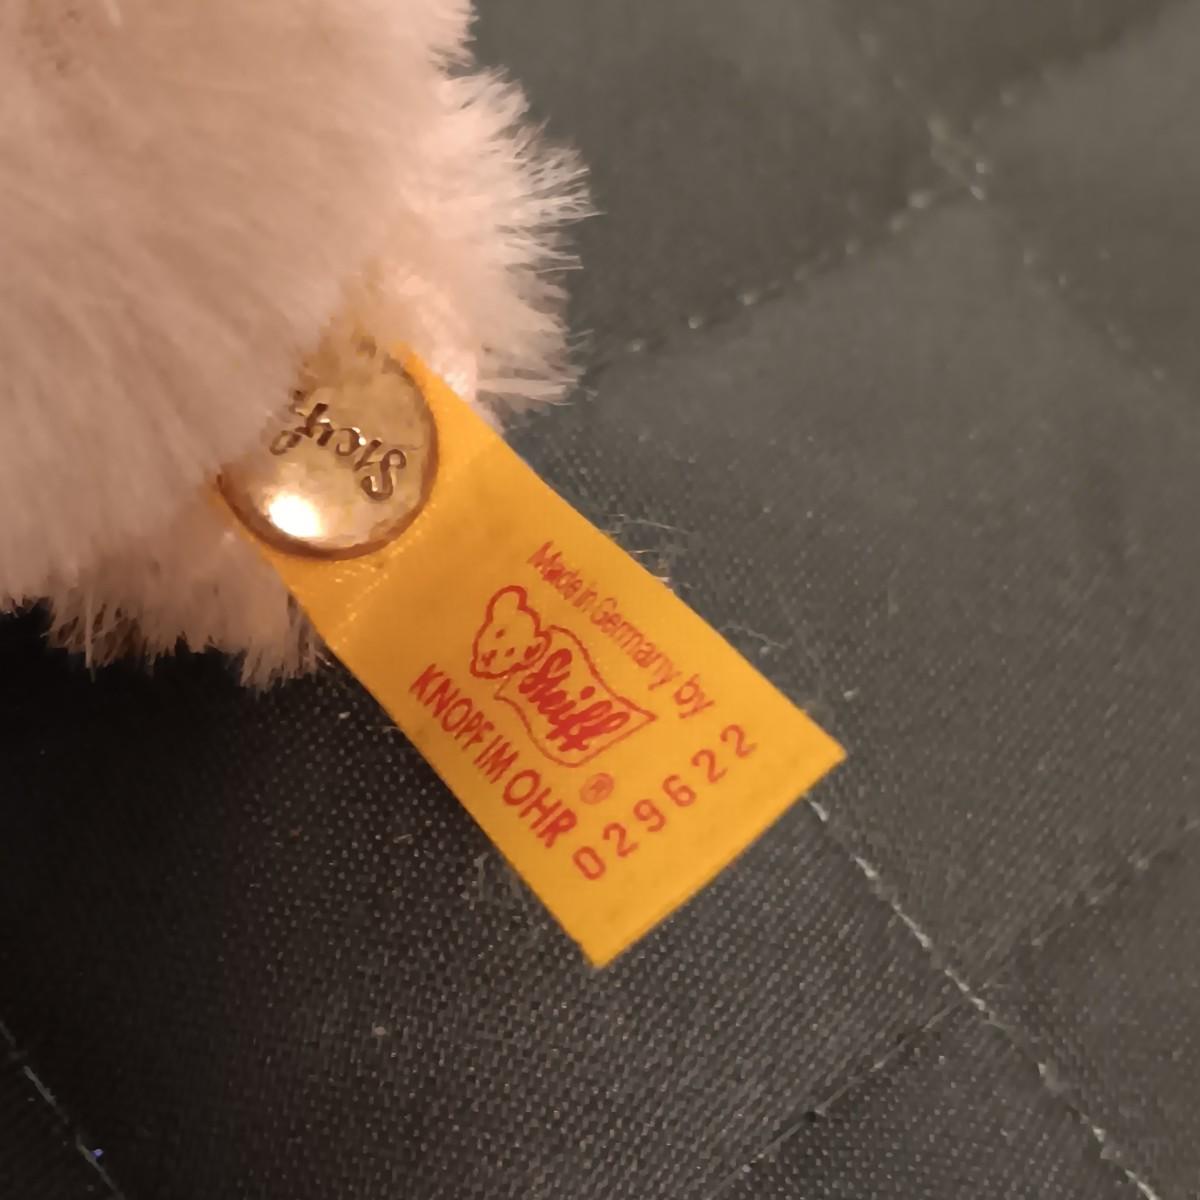 Steiff
Made in Germany by
Steiff
®
KNOPF IM OHR
029622